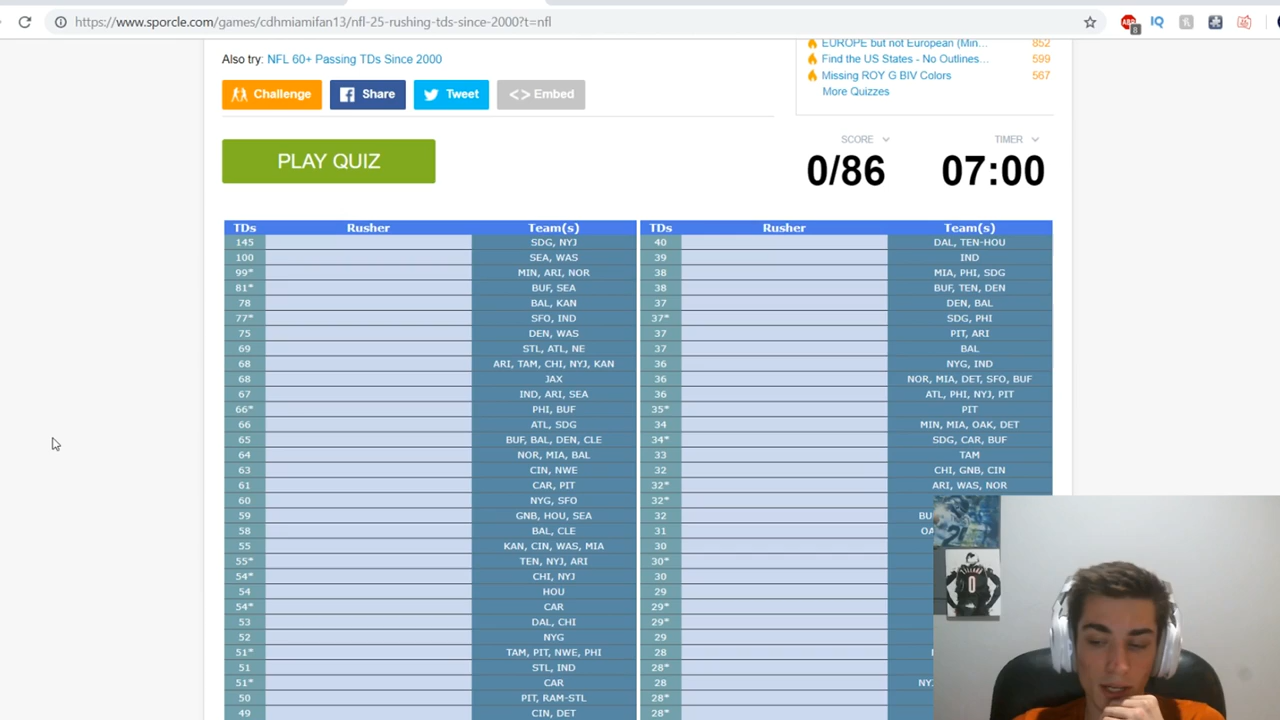 https://www.sporcle.com/games/cdhmiamifan13/nfl-25-rushing-tds-since-2000?t=nfl
8
IQ
Also try: NFL 60+ Passing TDs Since 2000
EUROPE but not European (Min... 852
Find the US States - No Outlines... 599
Missing ROY G BIV Colors 567
More Quizzes
Challenge Share Tweet <> Embed
PLAY QUIZ
SCORE TIMER
0/86 07:00
TDs Rusher Team(s) TDs Rusher Team(s)
145 SDG, NYJ 40 DAL, TEN-HOU
100 SEA, WAS 39 IND
99* MIN, ARI, NOR 38 MIA, PHI, SDG
81* BUF, SEA 38 BUF, TEN, DEN
78 BAL, KAN 37 DEN, BAL
77* SFO, IND 37* SDG, PHI
75 DEN, WAS 37 PIT, ARI
69 STL, ATL, NE 37 BAL
68 ARI, TAM, CHI, NYJ, KAN 36 NYG, IND
68 JAX 36 NOR, MIA, DET, SFO, BUF
67 IND, ARI, SEA 36 ATL, PHI, NYJ, PIT
66* PHI, BUF 35* PIT
66 ATL, SDG 34 MIN, MIA, OAK, DET
65 BUF, BAL, DEN, CLE 34* SDG, CAR, BUF
64 NOR, MIA, BAL 33 TAM
63 CIN, NWE 32 CHI, GNB, CIN
61 CAR, PIT 32* ARI, WAS, NOR
60 NYG, SFO 32*
59 GNB, HOU, SEA 32 BU
58 BAL, CLE 31 OA
55 KAN, CIN, WAS, MIA 30
55* TEN, NYJ, ARI 30*
54* CHI, NYJ 30
54 HOU 29
54* CAR 29*
53 DAL, CHI 29*
52 NYG 29
51* TAM, PIT, NWE, PHI 28
51 STL, IND 28*
51* CAR 28 NY
50 PIT, RAM-STL 28*
49 CIN, DET 28*
0